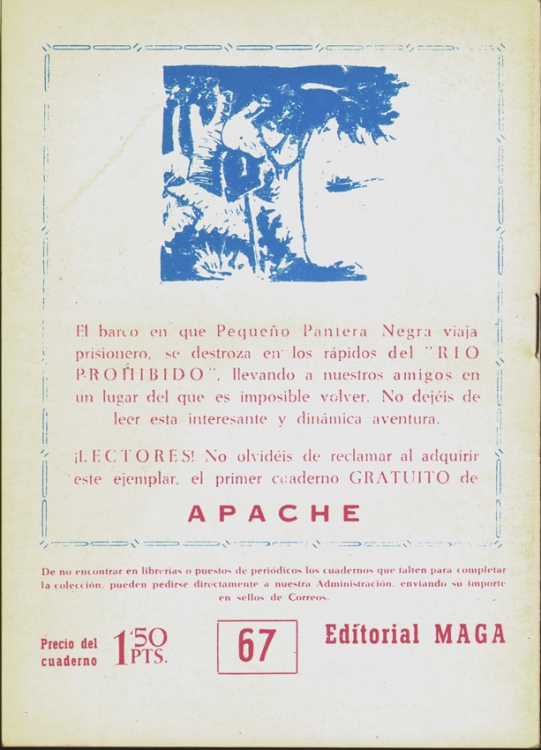 El barco en que Pequeño Pantera Negra viaja
prisionero, se destroza en los rápidos del "RIO
PROHIBIDO", llevando a nuestros amigos en
un lugar del que es imposible volver. No dejéis de
leer esta interesante y dinámica aventura.
¡LECTORES! No olvidéis de reclamar al adquirir
este ejemplar, el primer cuaderno GRATUITO de
APACHE
De no encontrar en librerías o puestos de periódicos los cuadernos que falten para completar
la colección, pueden pedirse directamente a nuestra Administración, enviando su importe
en sellos de Correos.
Precio del
cuaderno
1'50
PTS.
67
Editorial MAGA